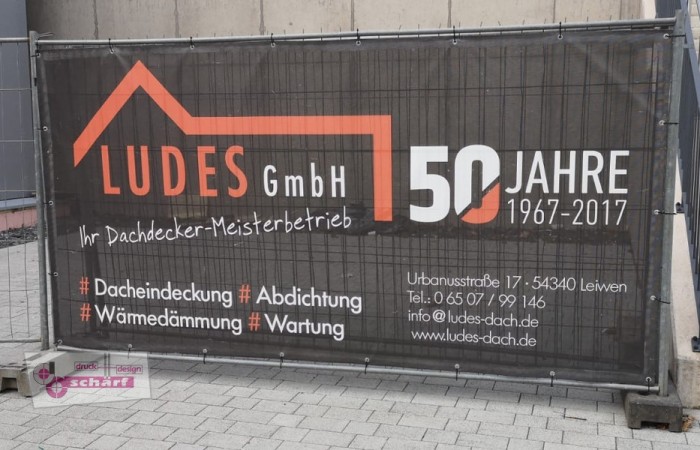 LUDES GmbH
Ihr Dachdecker-Meisterbetrieb
50 JAHRE
1967-2017
# Dacheindeckung # Abdichtung
# Wärmedämmung # Wartung
Urbanusstraße 17 · 54340 Leiwen
Tel.: 0 65 07 / 99 146
info@ludes-dach.de
www.ludes-dach.de
druck design
schärf